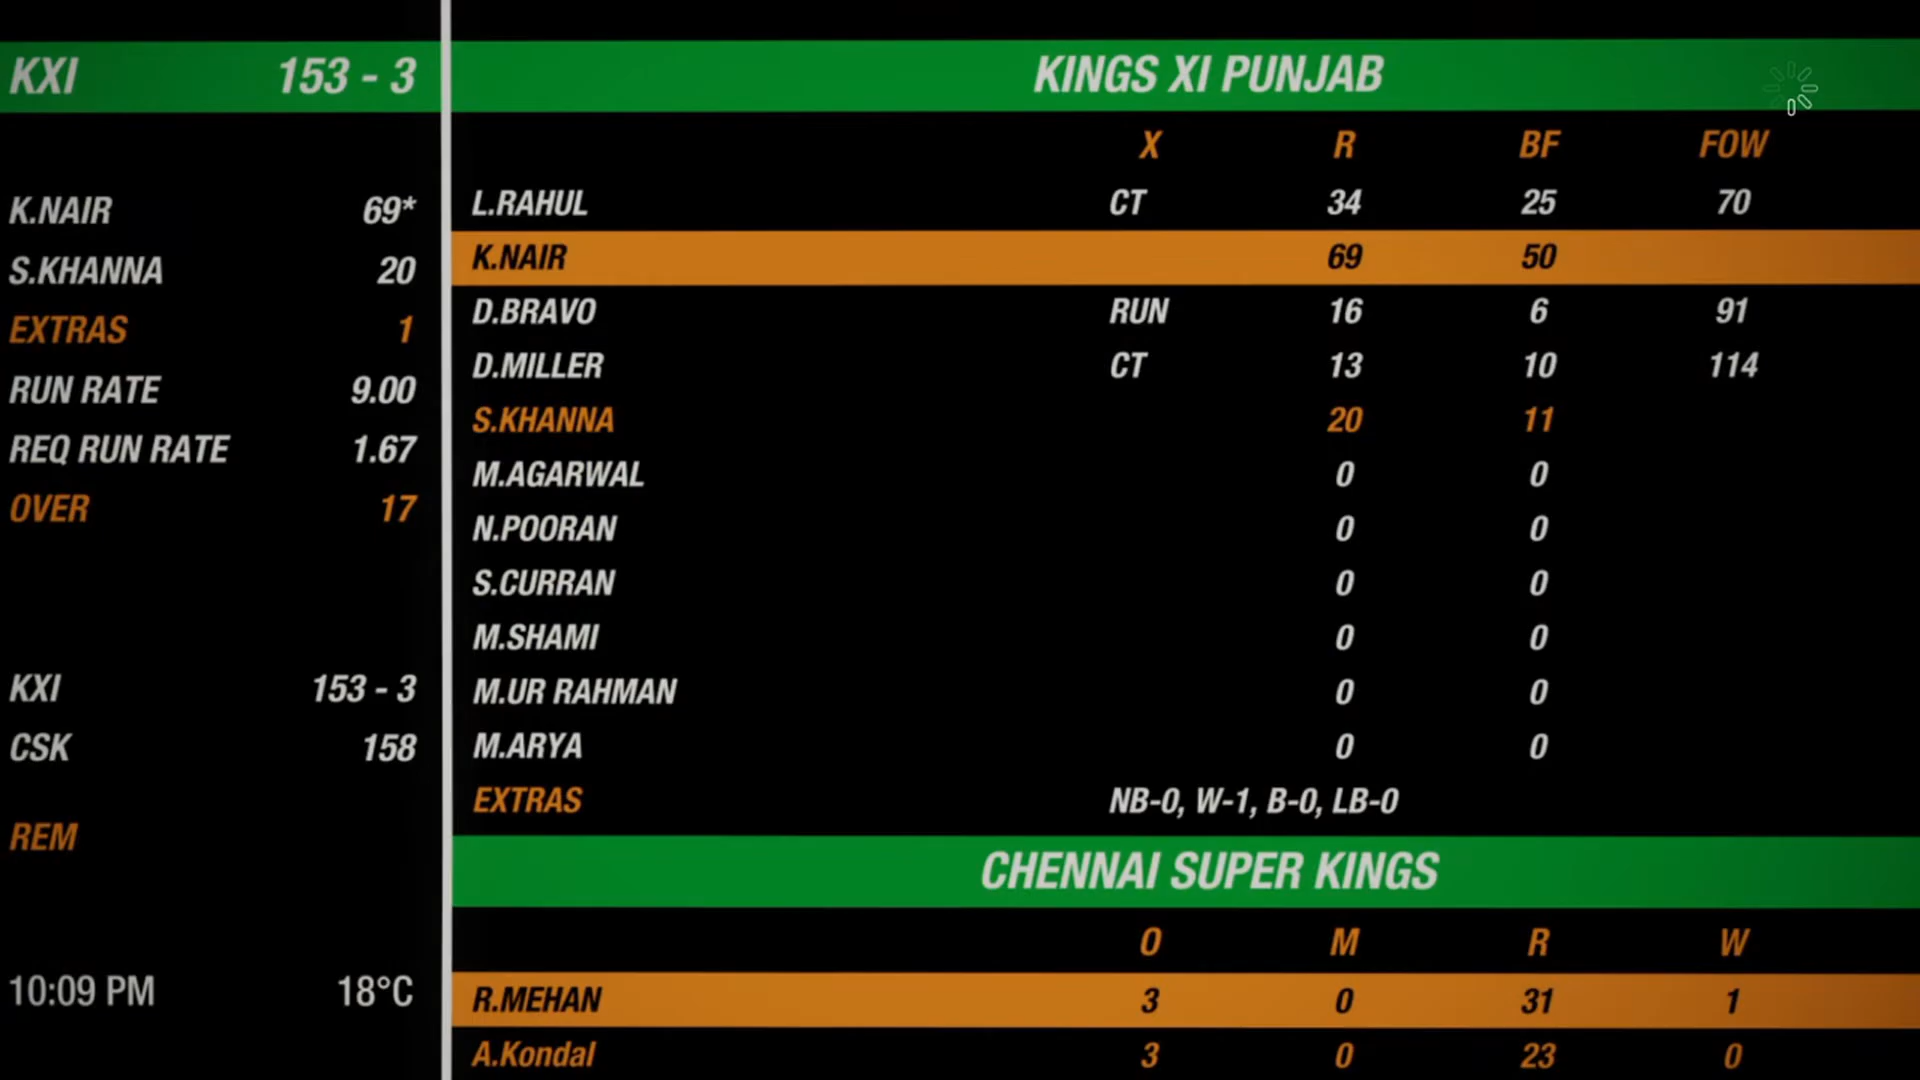 KXI 153 - 3
K.NAIR 69*
S.KHANNA 20
EXTRAS 1
RUN RATE 9.00
REQ RUN RATE 1.67
OVER 17
KXI 153 - 3
CSK 158
REM
10:09 PM 18°C
KINGS XI PUNJAB
X R BF FOW
L.RAHUL CT 34 25 70
K.NAIR 69 50
D.BRAVO RUN 16 6 91
D.MILLER CT 13 10 114
S.KHANNA 20 11
M.AGARWAL 0 0
N.POORAN 0 0
S.CURRAN 0 0
M.SHAMI 0 0
M.UR RAHMAN 0 0
M.ARYA 0 0
EXTRAS NB-0, W-1, B-0, LB-0
CHENNAI SUPER KINGS
O M R W
R.MEHAN 3 0 31 1
A.Kondal 3 0 23 0